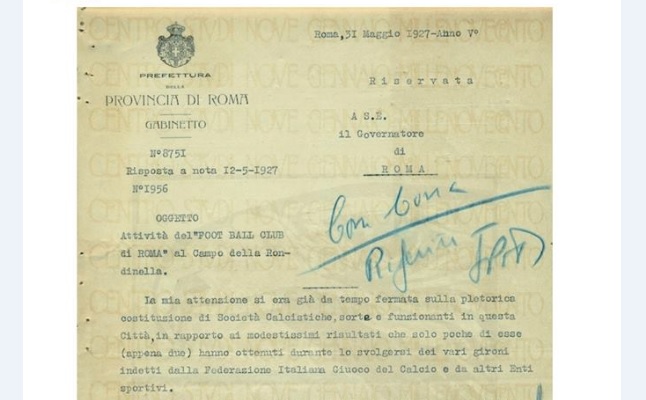 Roma, 31 Maggio 1927-Anno V°
PREFETTURA
DELLA
PROVINCIA DI ROMA
GABINETTO
Riservata
A S.E.
il Governatore
di
ROMA
N° 8751
Risposta a nota 12-5-1927
N° 1956
OGGETTO
Attività del "FOOT BALL CLUB
di ROMA" al Campo della Ron-
dinella.
La mia attenzione si era già da tempo fermata sulla pletorica
costituzione di Società Calcistiche, sorte e funzionanti in questa
Città, in rapporto ai modestissimi risultati che solo poche di esse
(appena due) hanno ottenuti durante lo svolgersi dei vari gironi
indetti dalla Federazione Italiana Giuoco del Calcio e da altri Enti
sportivi.